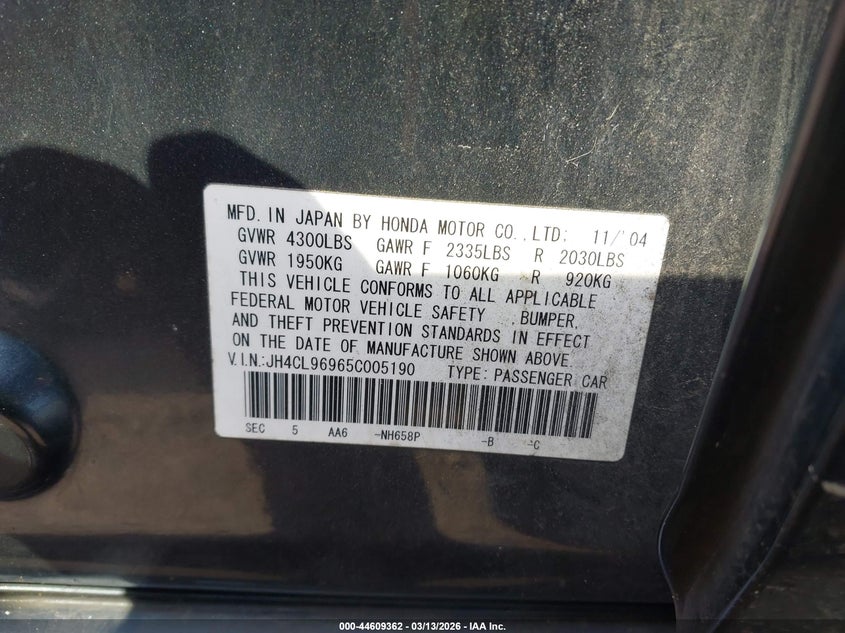 MFD. IN JAPAN BY HONDA MOTOR CO., LTD; 11/'04
GVWR 4300LBS GAWR F 2335LBS R 2030LBS
GVWR 1950KG GAWR F 1060KG R 920KG
THIS VEHICLE CONFORMS TO ALL APPLICABLE
FEDERAL MOTOR VEHICLE SAFETY , BUMPER,
AND THEFT PREVENTION STANDARDS IN EFFECT
ON THE DATE OF MANUFACTURE SHOWN ABOVE.
V.I.N.:JH4CL96965C005190 TYPE: PASSENGER CAR
SEC 5 AA6 -NH658P -B -C
000-44609362 - 03/13/2026 - IAA Inc.